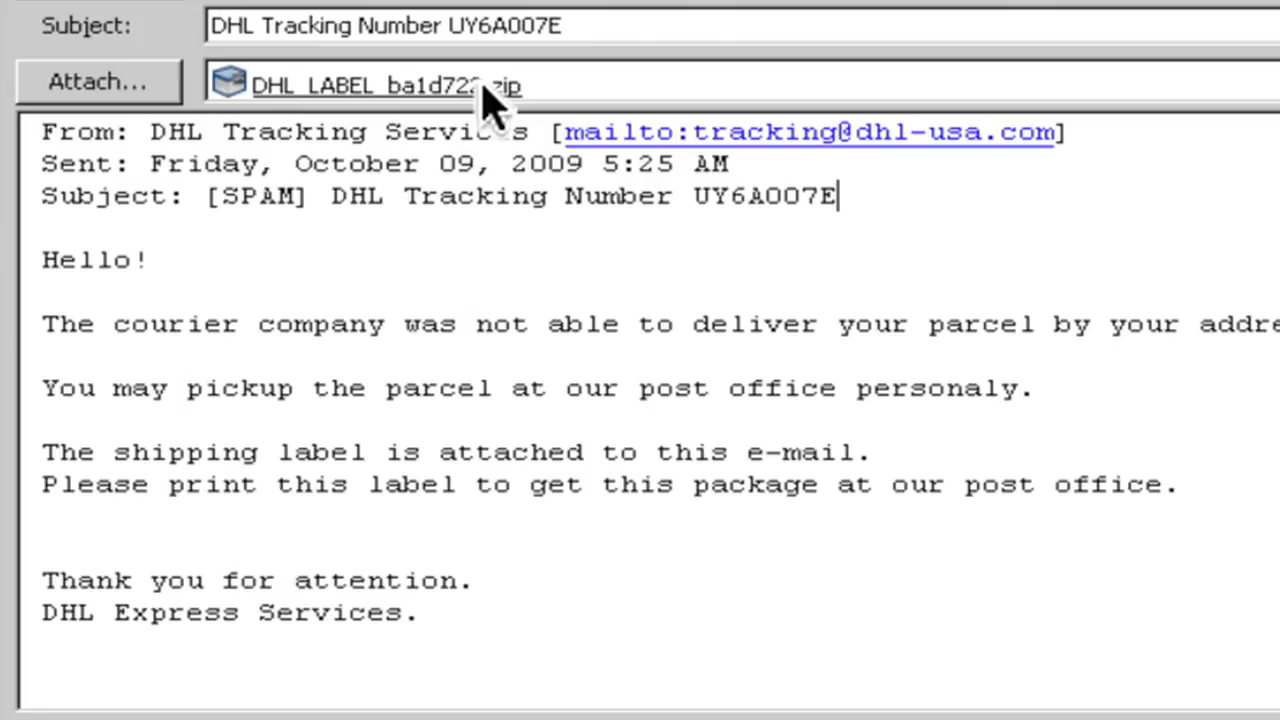 Subject: DHL Tracking Number UY6A007E
Attach... DHL_LABEL_ba1d722.zip
From: DHL Tracking Services [mailto:tracking@dhl-usa.com]
Sent: Friday, October 09, 2009 5:25 AM
Subject: [SPAM] DHL Tracking Number UY6A007E
Hello!
The courier company was not able to deliver your parcel by your addre
You may pickup the parcel at our post office personaly.
The shipping label is attached to this e-mail.
Please print this label to get this package at our post office.
Thank you for attention.
DHL Express Services.